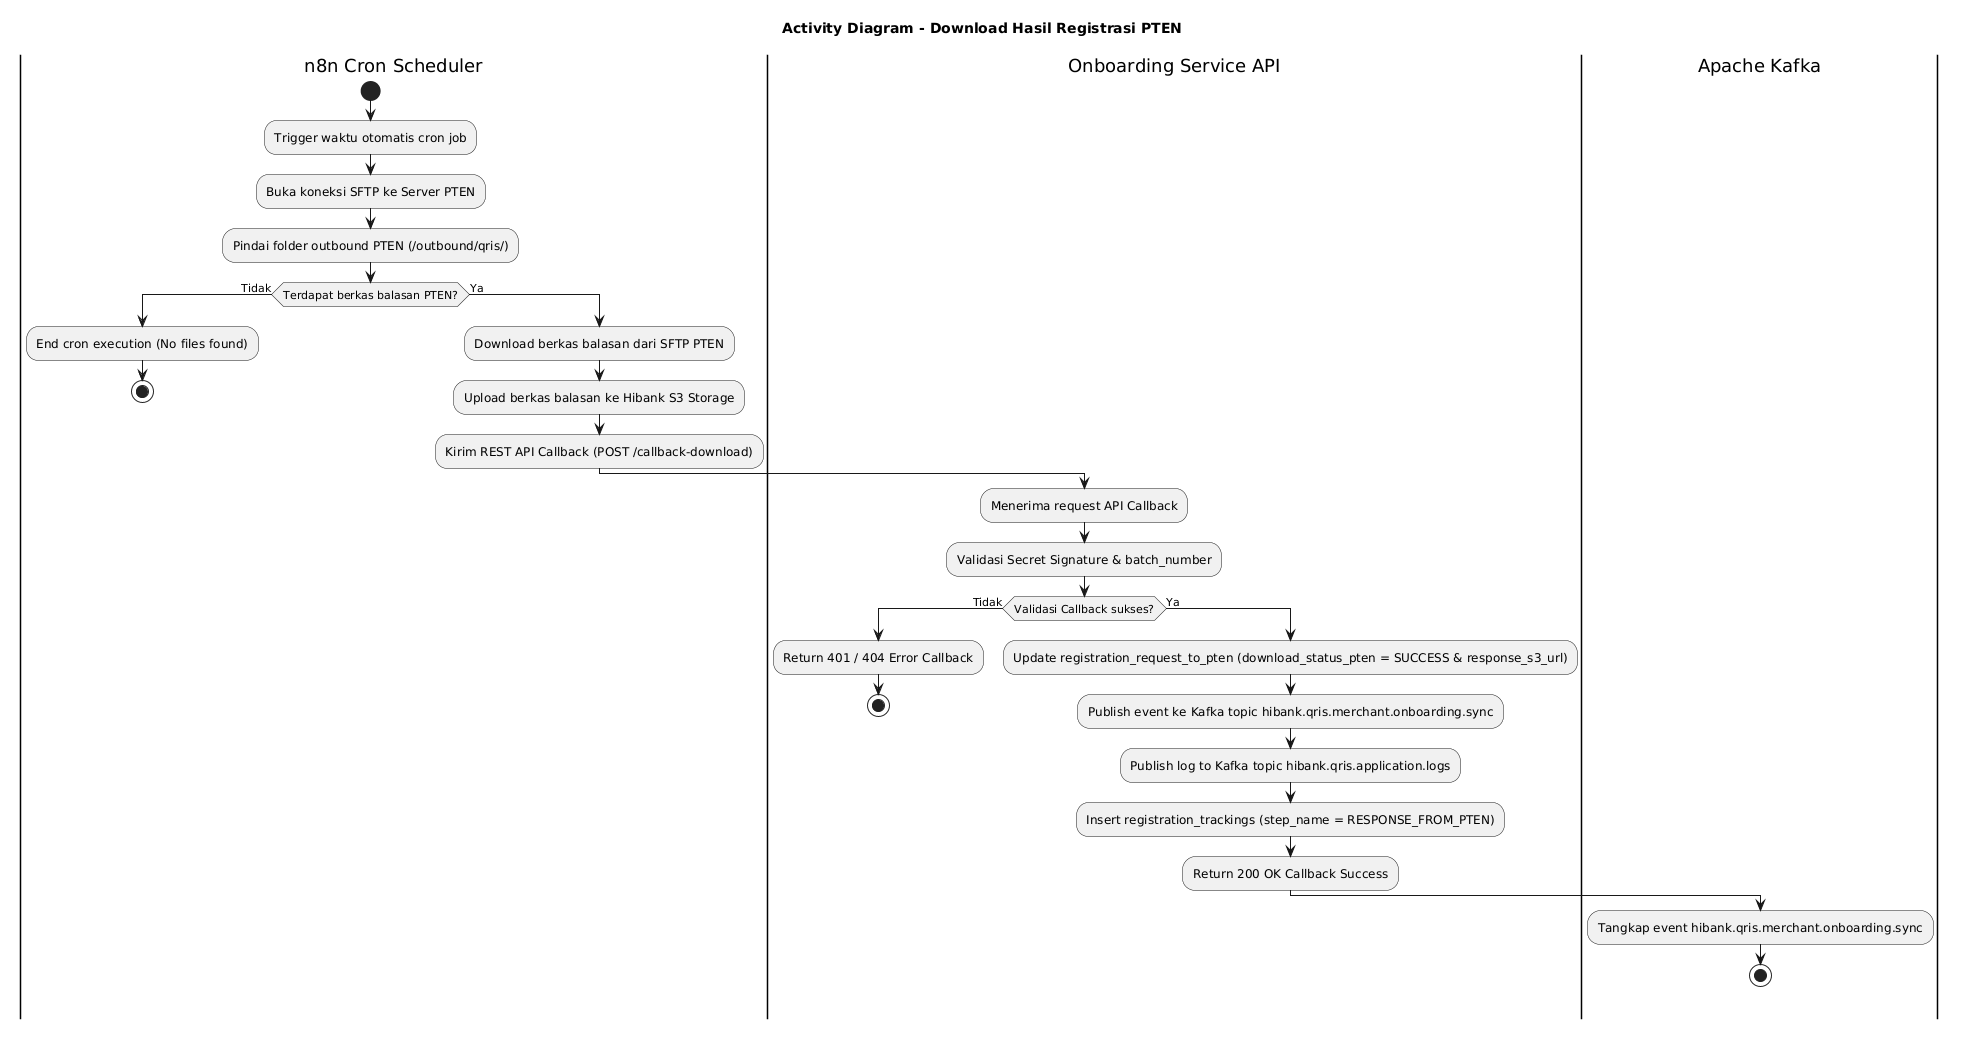 Activity Diagram - Download Hasil Registrasi PTEN
n8n Cron Scheduler
Onboarding Service API
Apache Kafka
Trigger waktu otomatis cron job
Buka koneksi SFTP ke Server PTEN
Pindai folder outbound PTEN (/outbound/qris/)
Terdapat berkas balasan PTEN?
Tidak
Ya
End cron execution (No files found)
Download berkas balasan dari SFTP PTEN
Upload berkas balasan ke Hibank S3 Storage
Kirim REST API Callback (POST /callback-download)
Menerima request API Callback
Validasi Secret Signature & batch_number
Validasi Callback sukses?
Tidak
Ya
Return 401 / 404 Error Callback
Update registration_request_to_pten (download_status_pten = SUCCESS & response_s3_url)
Publish event ke Kafka topic hibank.qris.merchant.onboarding.sync
Publish log to Kafka topic hibank.qris.application.logs
Insert registration_trackings (step_name = RESPONSE_FROM_PTEN)
Return 200 OK Callback Success
Tangkap event hibank.qris.merchant.onboarding.sync